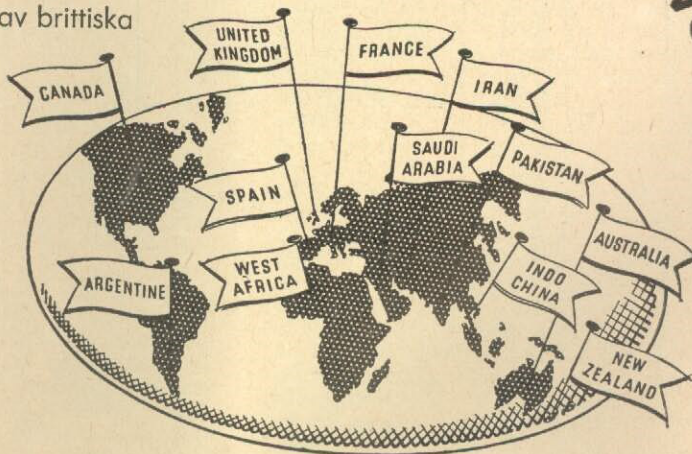 av brittiska
UNITED
KINGDOM
FRANCE
CANADA
IRAN
SAUDI
ARABIA
PAKISTAN
SPAIN
AUSTRALIA
WEST
AFRICA
ARGENTINE
INDO
CHINA
NEW
ZEALAND